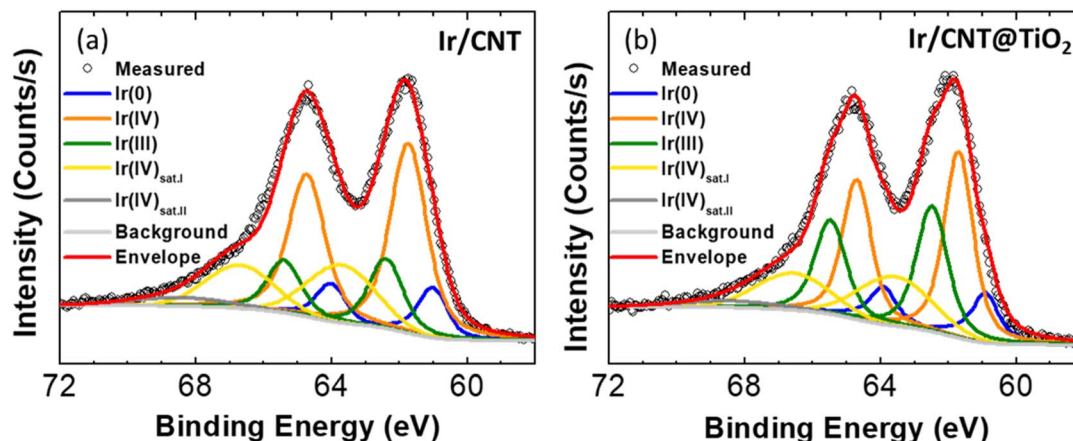 (a)
Ir/CNT
Measured
Ir(0)
Ir(IV)
Ir(III)
Ir(IV)sat.I
Ir(IV)sat.II
Background
Envelope
Intensity (Counts/s)
72 68 64 60
Binding Energy (eV)
(b)
Ir/CNT@TiO2
Measured
Ir(0)
Ir(IV)
Ir(III)
Ir(IV)sat.I
Ir(IV)sat.II
Background
Envelope
Intensity (Counts/s)
72 68 64 60
Binding Energy (eV)